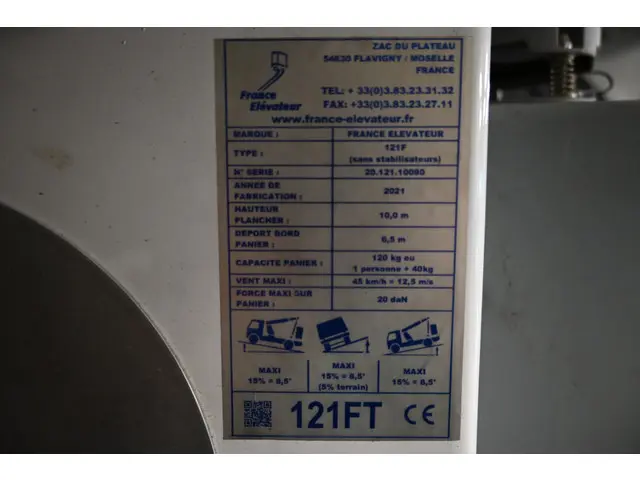 ZAC DU PLATEAU
54630 FLAVIGNY / MOSELLE
FRANCE
France
Elévateur
TEL: + 33(0)3.83.23.31.32
FAX: +33(0)3.83.23.27.11
www.france-elevateur.fr
MARQUE : FRANCE ELEVATEUR
TYPE : 121F
(sans stabilisateurs)
N° SERIE : 20.121.10090
ANNÉE DE
FABRICATION : 2021
HAUTEUR
PLANCHER : 10,0 m
DEPORT BORD
PANIER : 6,5 m
CAPACITE PANIER : 120 kg ou
1 personne + 40kg
VENT MAXI : 45 km/h = 12,5 m/s
FORCE MAXI SUR
PANIER : 20 daN
MAXI
15% = 8,5°
MAXI
15% = 8,5°
(5% terrain)
MAXI
15% = 8,5°
121FT CE